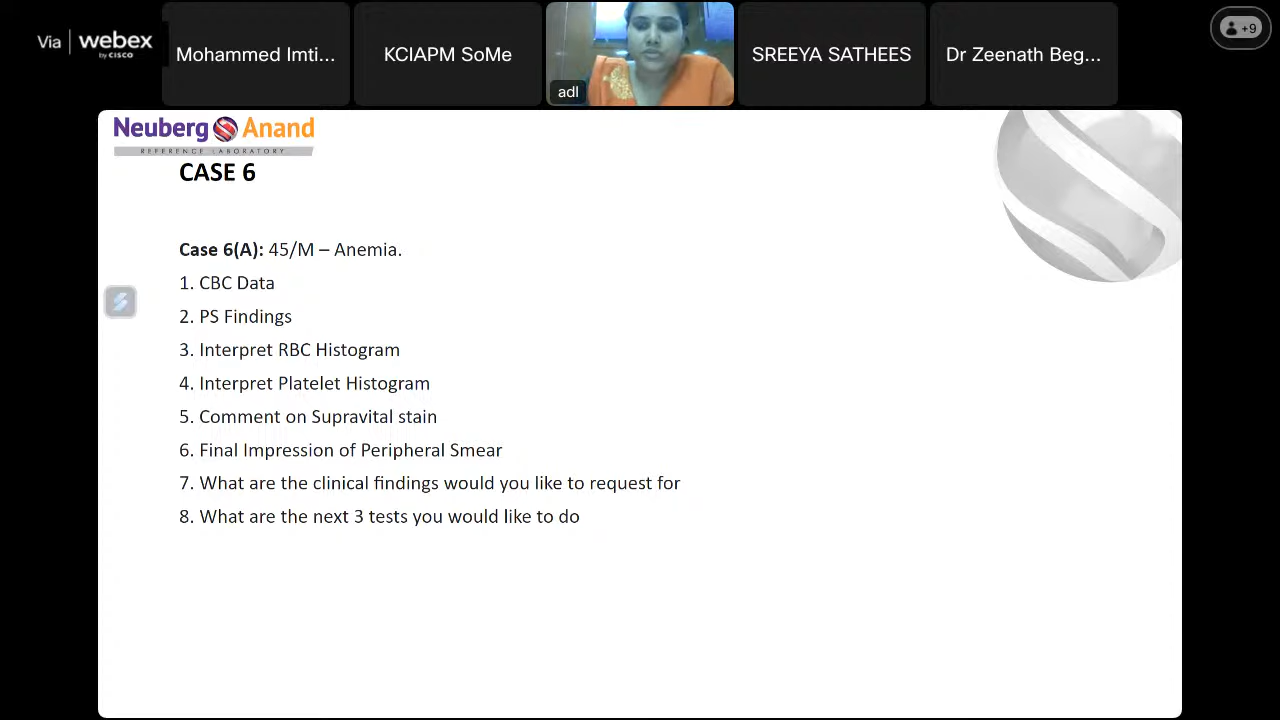 Via webex
by CISCO
Mohammed Imti...
KCIAPM SoMe
adl
SREEYA SATHEES
Dr Zeenath Beg...
+9
Neuberg Anand
REFERENCE LABORATORY
CASE 6
Case 6(A): 45/M – Anemia.
1. CBC Data
2. PS Findings
3. Interpret RBC Histogram
4. Interpret Platelet Histogram
5. Comment on Supravital stain
6. Final Impression of Peripheral Smear
7. What are the clinical findings would you like to request for
8. What are the next 3 tests you would like to do